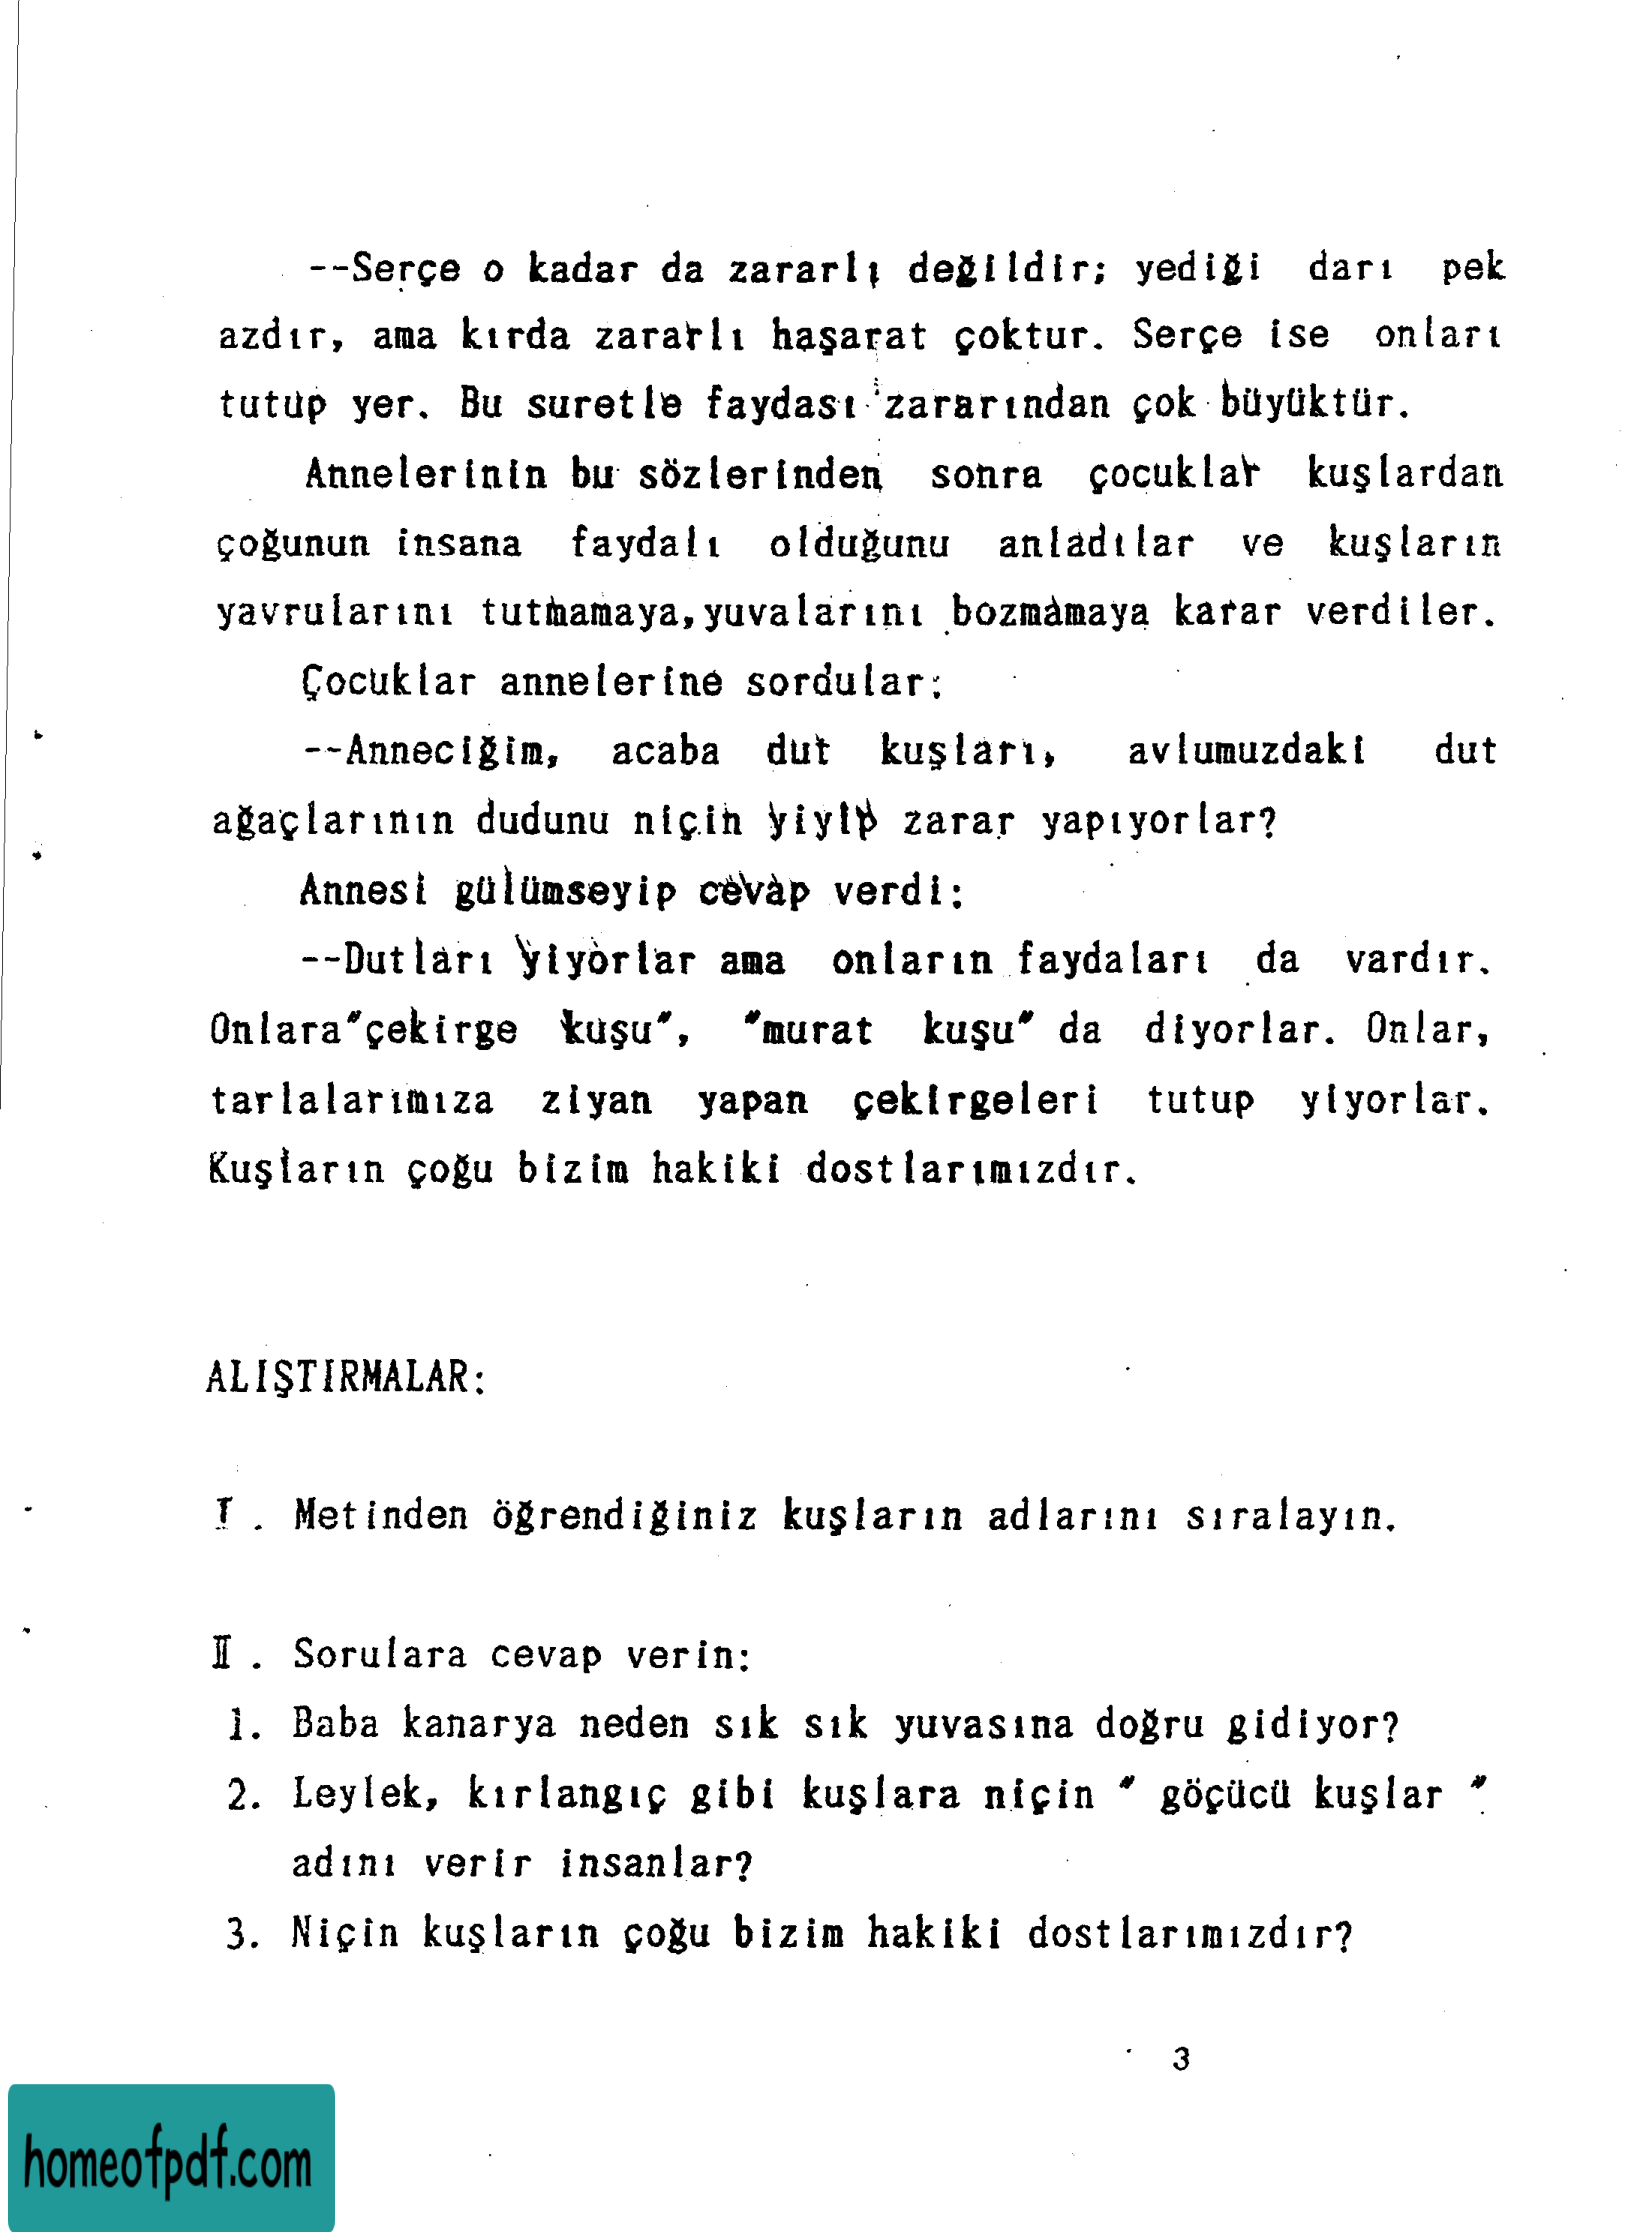 --Serçe o kadar da zararlı değildir; yediği darı pek
azdır, ama kırda zararlı haşarat çoktur. Serçe ise onları
tutup yer. Bu suretle faydası zararından çok büyüktür.
Annelerinin bu sözlerinden sonra çocuklar kuşlardan
çoğunun insana faydalı olduğunu anladılar ve kuşların
yavrularını tutmamaya, yuvalarını bozmamaya karar verdiler.
Çocuklar annelerine sordular:
--Anneciğim, acaba dut kuşları, avlumuzdaki dut
ağaçlarının dudunu niçin yiyip zarar yapıyorlar?
Annesi gülümseyip cevap verdi:
--Dutları yiyorlar ama onların faydaları da vardır.
Onlara"çekirge kuşu", "murat kuşu" da diyorlar. Onlar,
tarlalarımıza ziyan yapan çekirgeleri tutup yiyorlar.
Kuşların çoğu bizim hakiki dostlarımızdır.
ALIŞTIRMALAR:
I . Metinden öğrendiğiniz kuşların adlarını sıralayın.
II . Sorulara cevap verin:
1. Baba kanarya neden sık sık yuvasına doğru gidiyor?
2. Leylek, kırlangıç gibi kuşlara niçin " göçücü kuşlar "
adını verir insanlar?
3. Niçin kuşların çoğu bizim hakiki dostlarımızdır?
3
homeofpdf.com